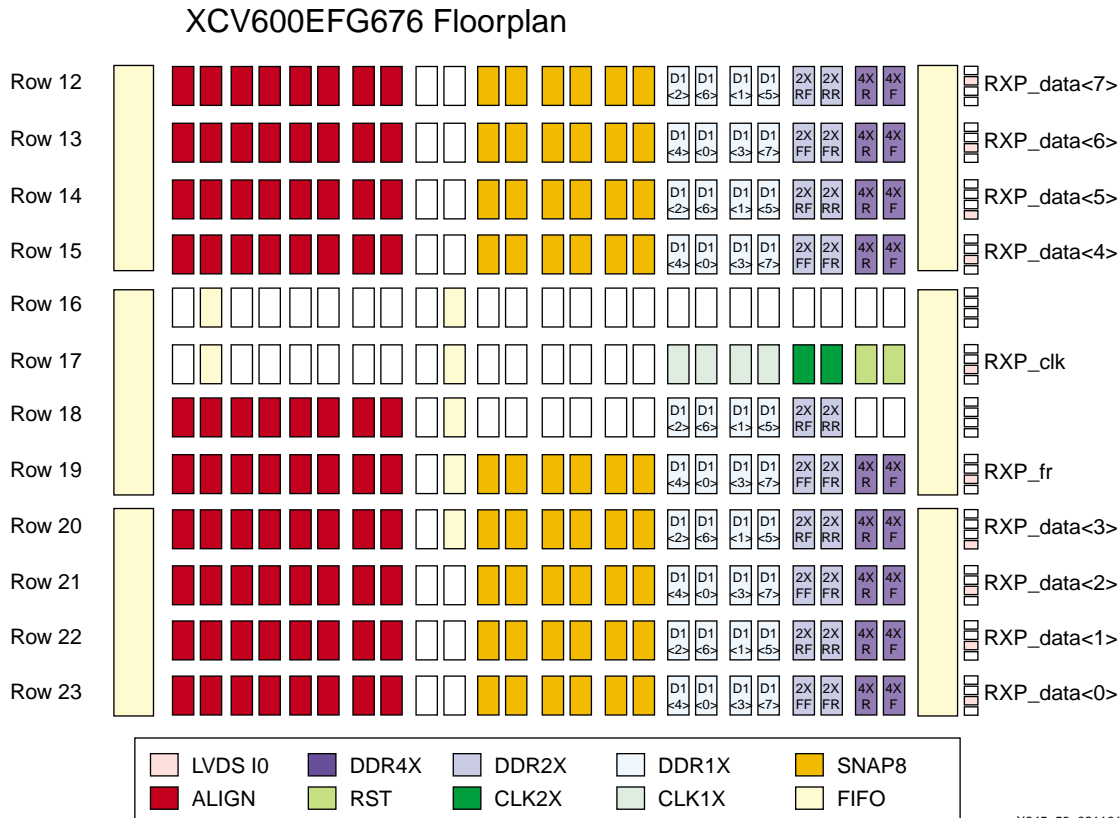 XCV600EFG676 Floorplan
Row 12 D1 <2> D1 <6> D1 <1> D1 <5> 2X RF 2X RR 4X R 4X F RXP_data<7>
Row 13 D1 <4> D1 <0> D1 <3> D1 <7> 2X FF 2X FR 4X R 4X F RXP_data<6>
Row 14 D1 <2> D1 <6> D1 <1> D1 <5> 2X RF 2X RR 4X R 4X F RXP_data<5>
Row 15 D1 <4> D1 <0> D1 <3> D1 <7> 2X FF 2X FR 4X R 4X F RXP_data<4>
Row 16
Row 17 RXP_clk
Row 18 D1 <2> D1 <6> D1 <1> D1 <5> 2X RF 2X RR
Row 19 D1 <4> D1 <0> D1 <3> D1 <7> 2X FF 2X FR 4X R 4X F RXP_fr
Row 20 D1 <2> D1 <6> D1 <1> D1 <5> 2X RF 2X RR 4X R 4X F RXP_data<3>
Row 21 D1 <4> D1 <0> D1 <3> D1 <7> 2X FF 2X FR 4X R 4X F RXP_data<2>
Row 22 D1 <2> D1 <6> D1 <1> D1 <5> 2X RF 2X RR 4X R 4X F RXP_data<1>
Row 23 D1 <4> D1 <0> D1 <3> D1 <7> 2X FF 2X FR 4X R 4X F RXP_data<0>
LVDS I0 DDR4X DDR2X DDR1X SNAP8
ALIGN RST CLK2X CLK1X FIFO